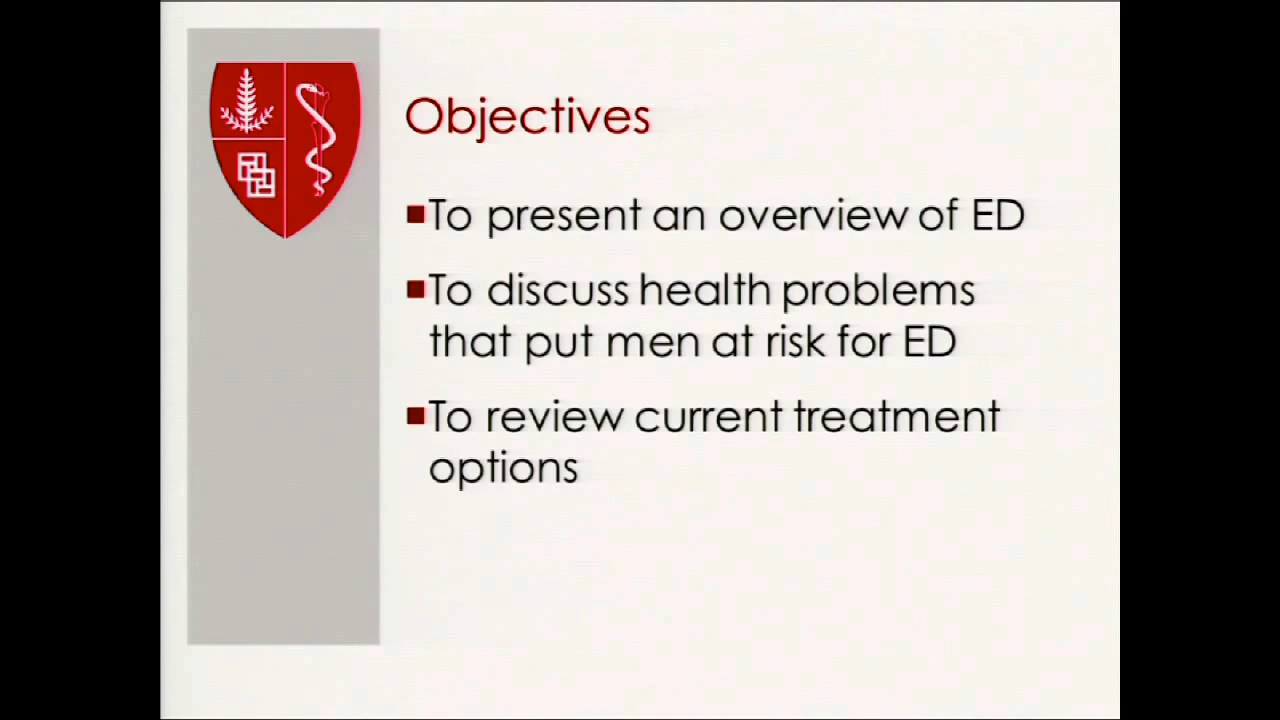 Objectives
▪To present an overview of ED
▪To discuss health problems
that put men at risk for ED
▪To review current treatment
options